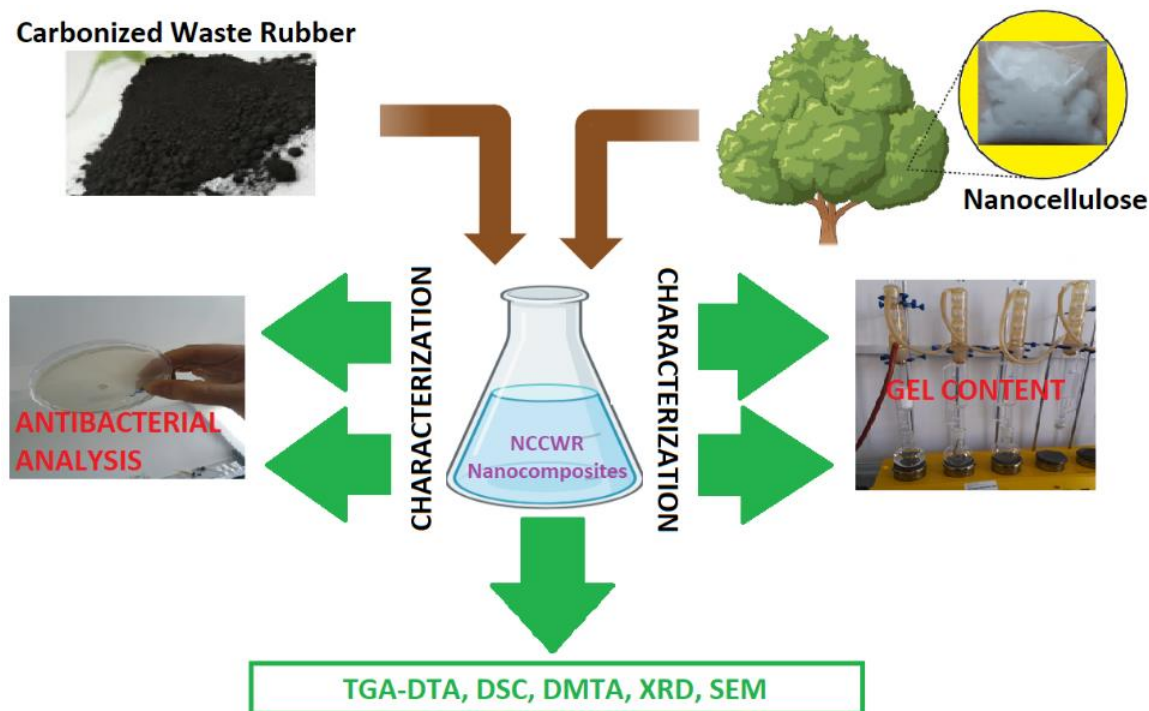 Carbonized Waste Rubber
Nanocellulose
CHARACTERIZATION
CHARACTERIZATION
ANTIBACTERIAL
ANALYSIS
GEL CONTENT
NCCWR
Nanocomposites
TGA-DTA, DSC, DMTA, XRD, SEM